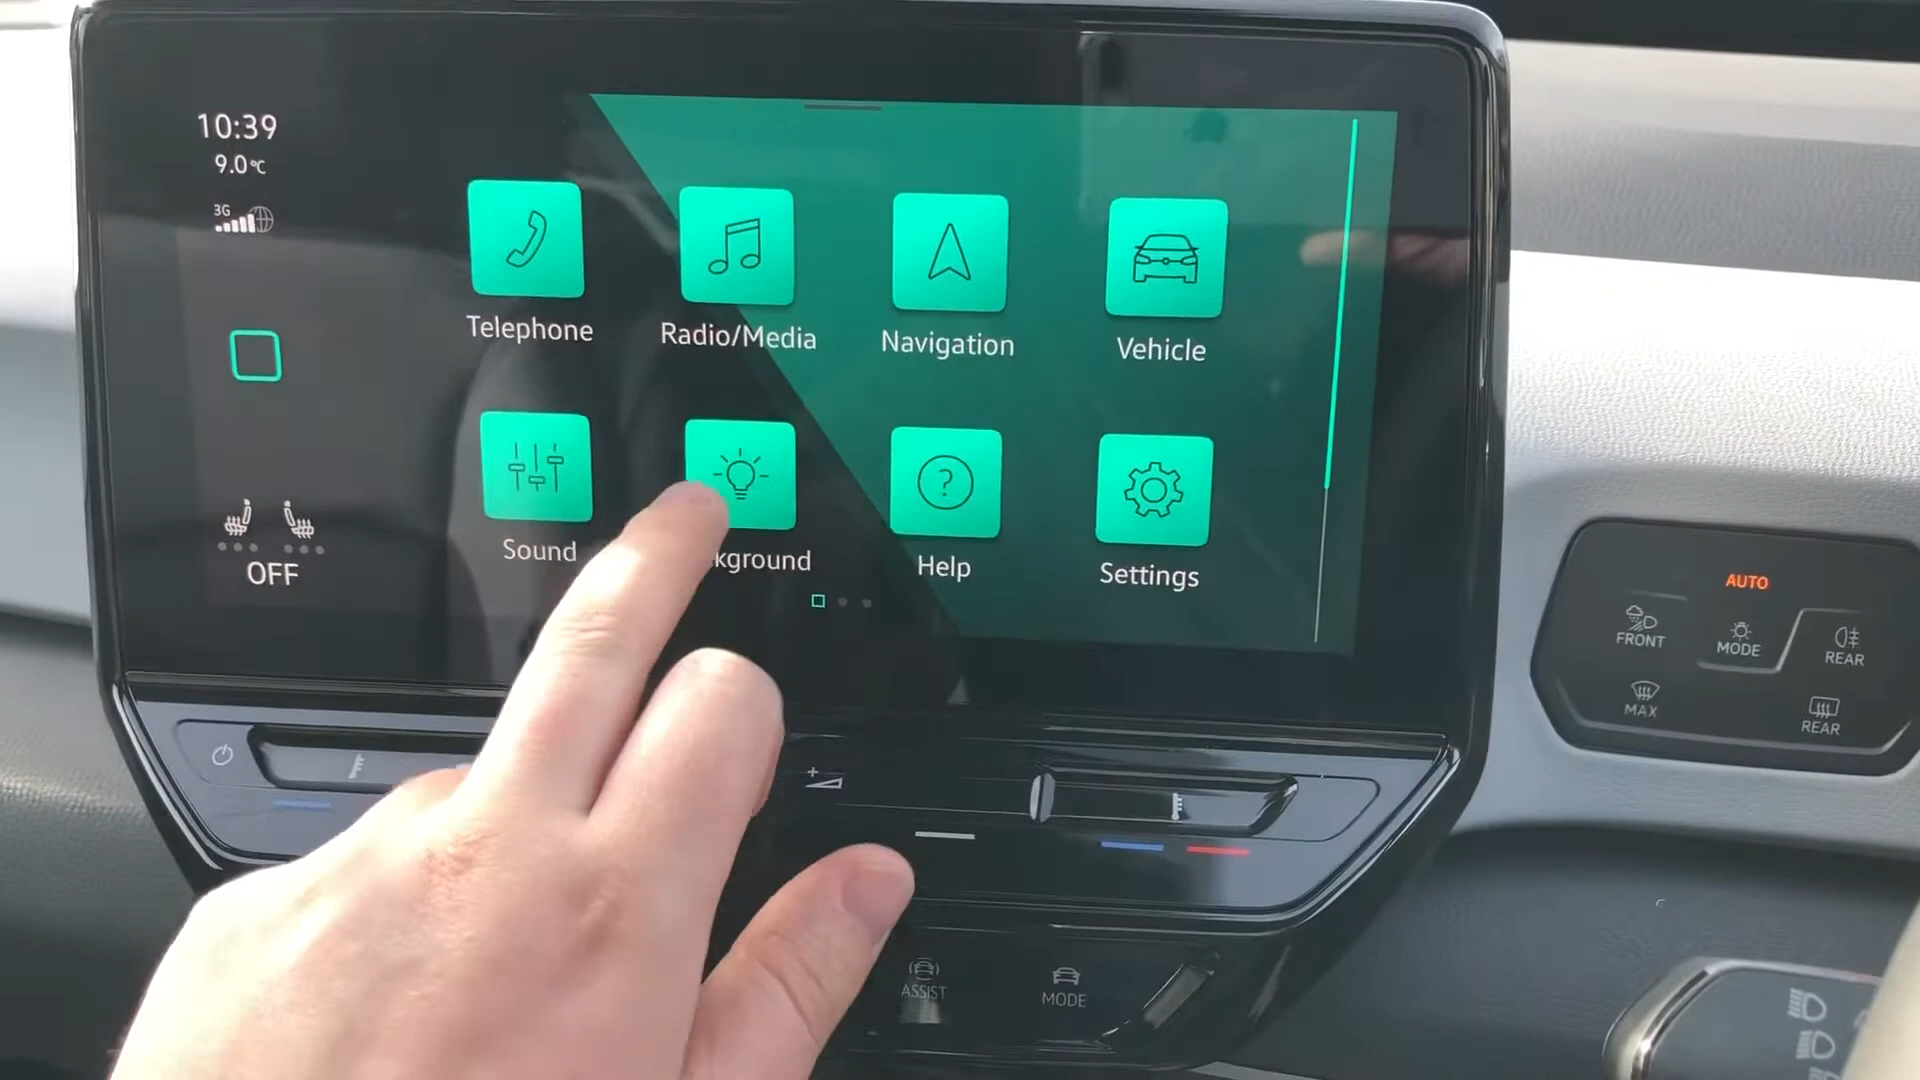 10:39
9.0°C
3G
Telephone
Radio/Media
Navigation
Vehicle
Sound
kground
Help
Settings
OFF
AUTO
FRONT
MODE
REAR
MAX
REAR
ASSIST
MODE